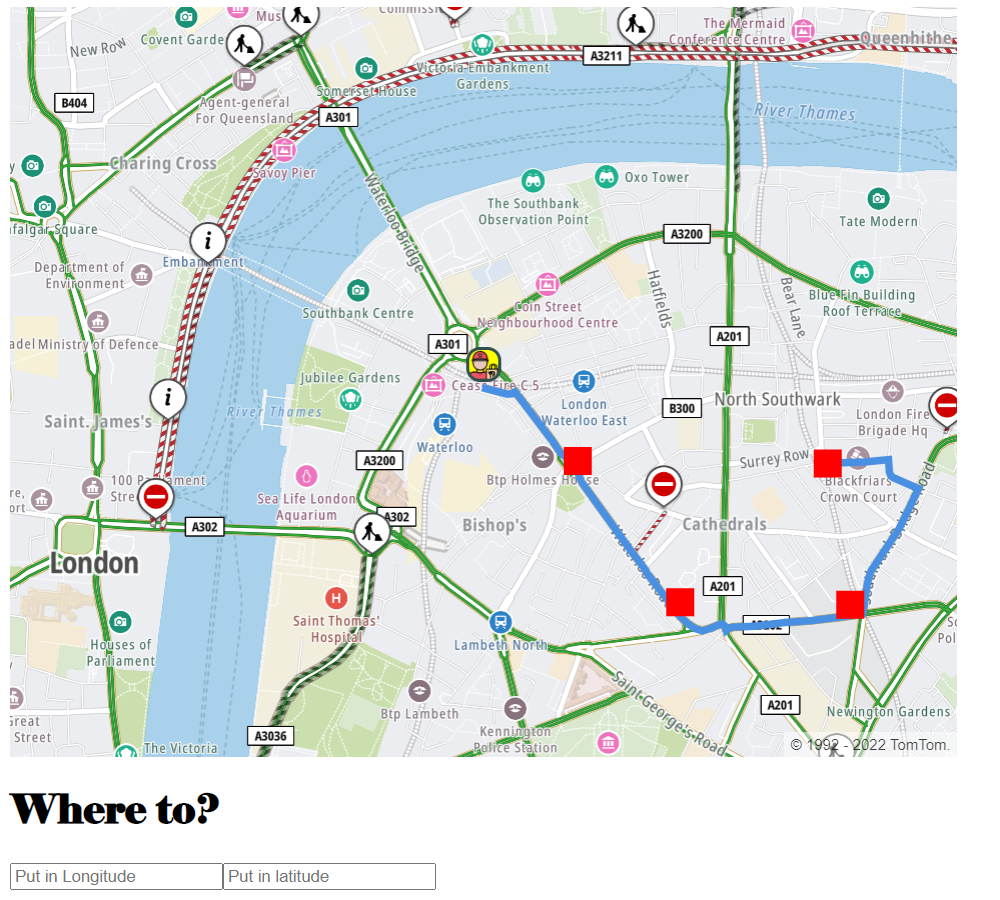 Commissi
Mus
The Mermaid
Conference Centre
Queenhithe
New Row
Covent Garde
A3211
Victoria Embankment
Gardens
Somerset House
B404
Agent-general
For Queensland
A301
River Thames
Charing Cross
Savoy Pier
Waterloo Bridge
Oxo Tower
The Southbank
Observation Point
Tate Modern
afalgar Square
A3200
Embankment
Department of
Environment
Hatfields
Bear Lane
Blue Fin Building
Roof Terrace
Southbank Centre
Coin Street
Neighbourhood Centre
adel Ministry of Defence
A301
A201
Jubilee Gardens
Cease Fire C 5
North Southwark
River Thames
London
Waterloo East
B300
London Fire
Brigade Hq
Saint. James's
Waterloo
A3200
Surrey Row
100 Parliament
Stre
Btp Holmes House
Blackfriars
Crown Court
re,
ort
Sea Life London
Aquarium
A302
A302
Bishop's
Cathedrals
London
A201
Saint Thomas'
Hospital
Houses of
Parliament
Lambeth North
Btp Lambeth
Saint George's Road
A201
Newington Gardens
Great
Street
Kennington
Police Station
A3036
The Victoria
© 1992 - 2022 TomTom.
Where to?
Put in Longitude
Put in latitude